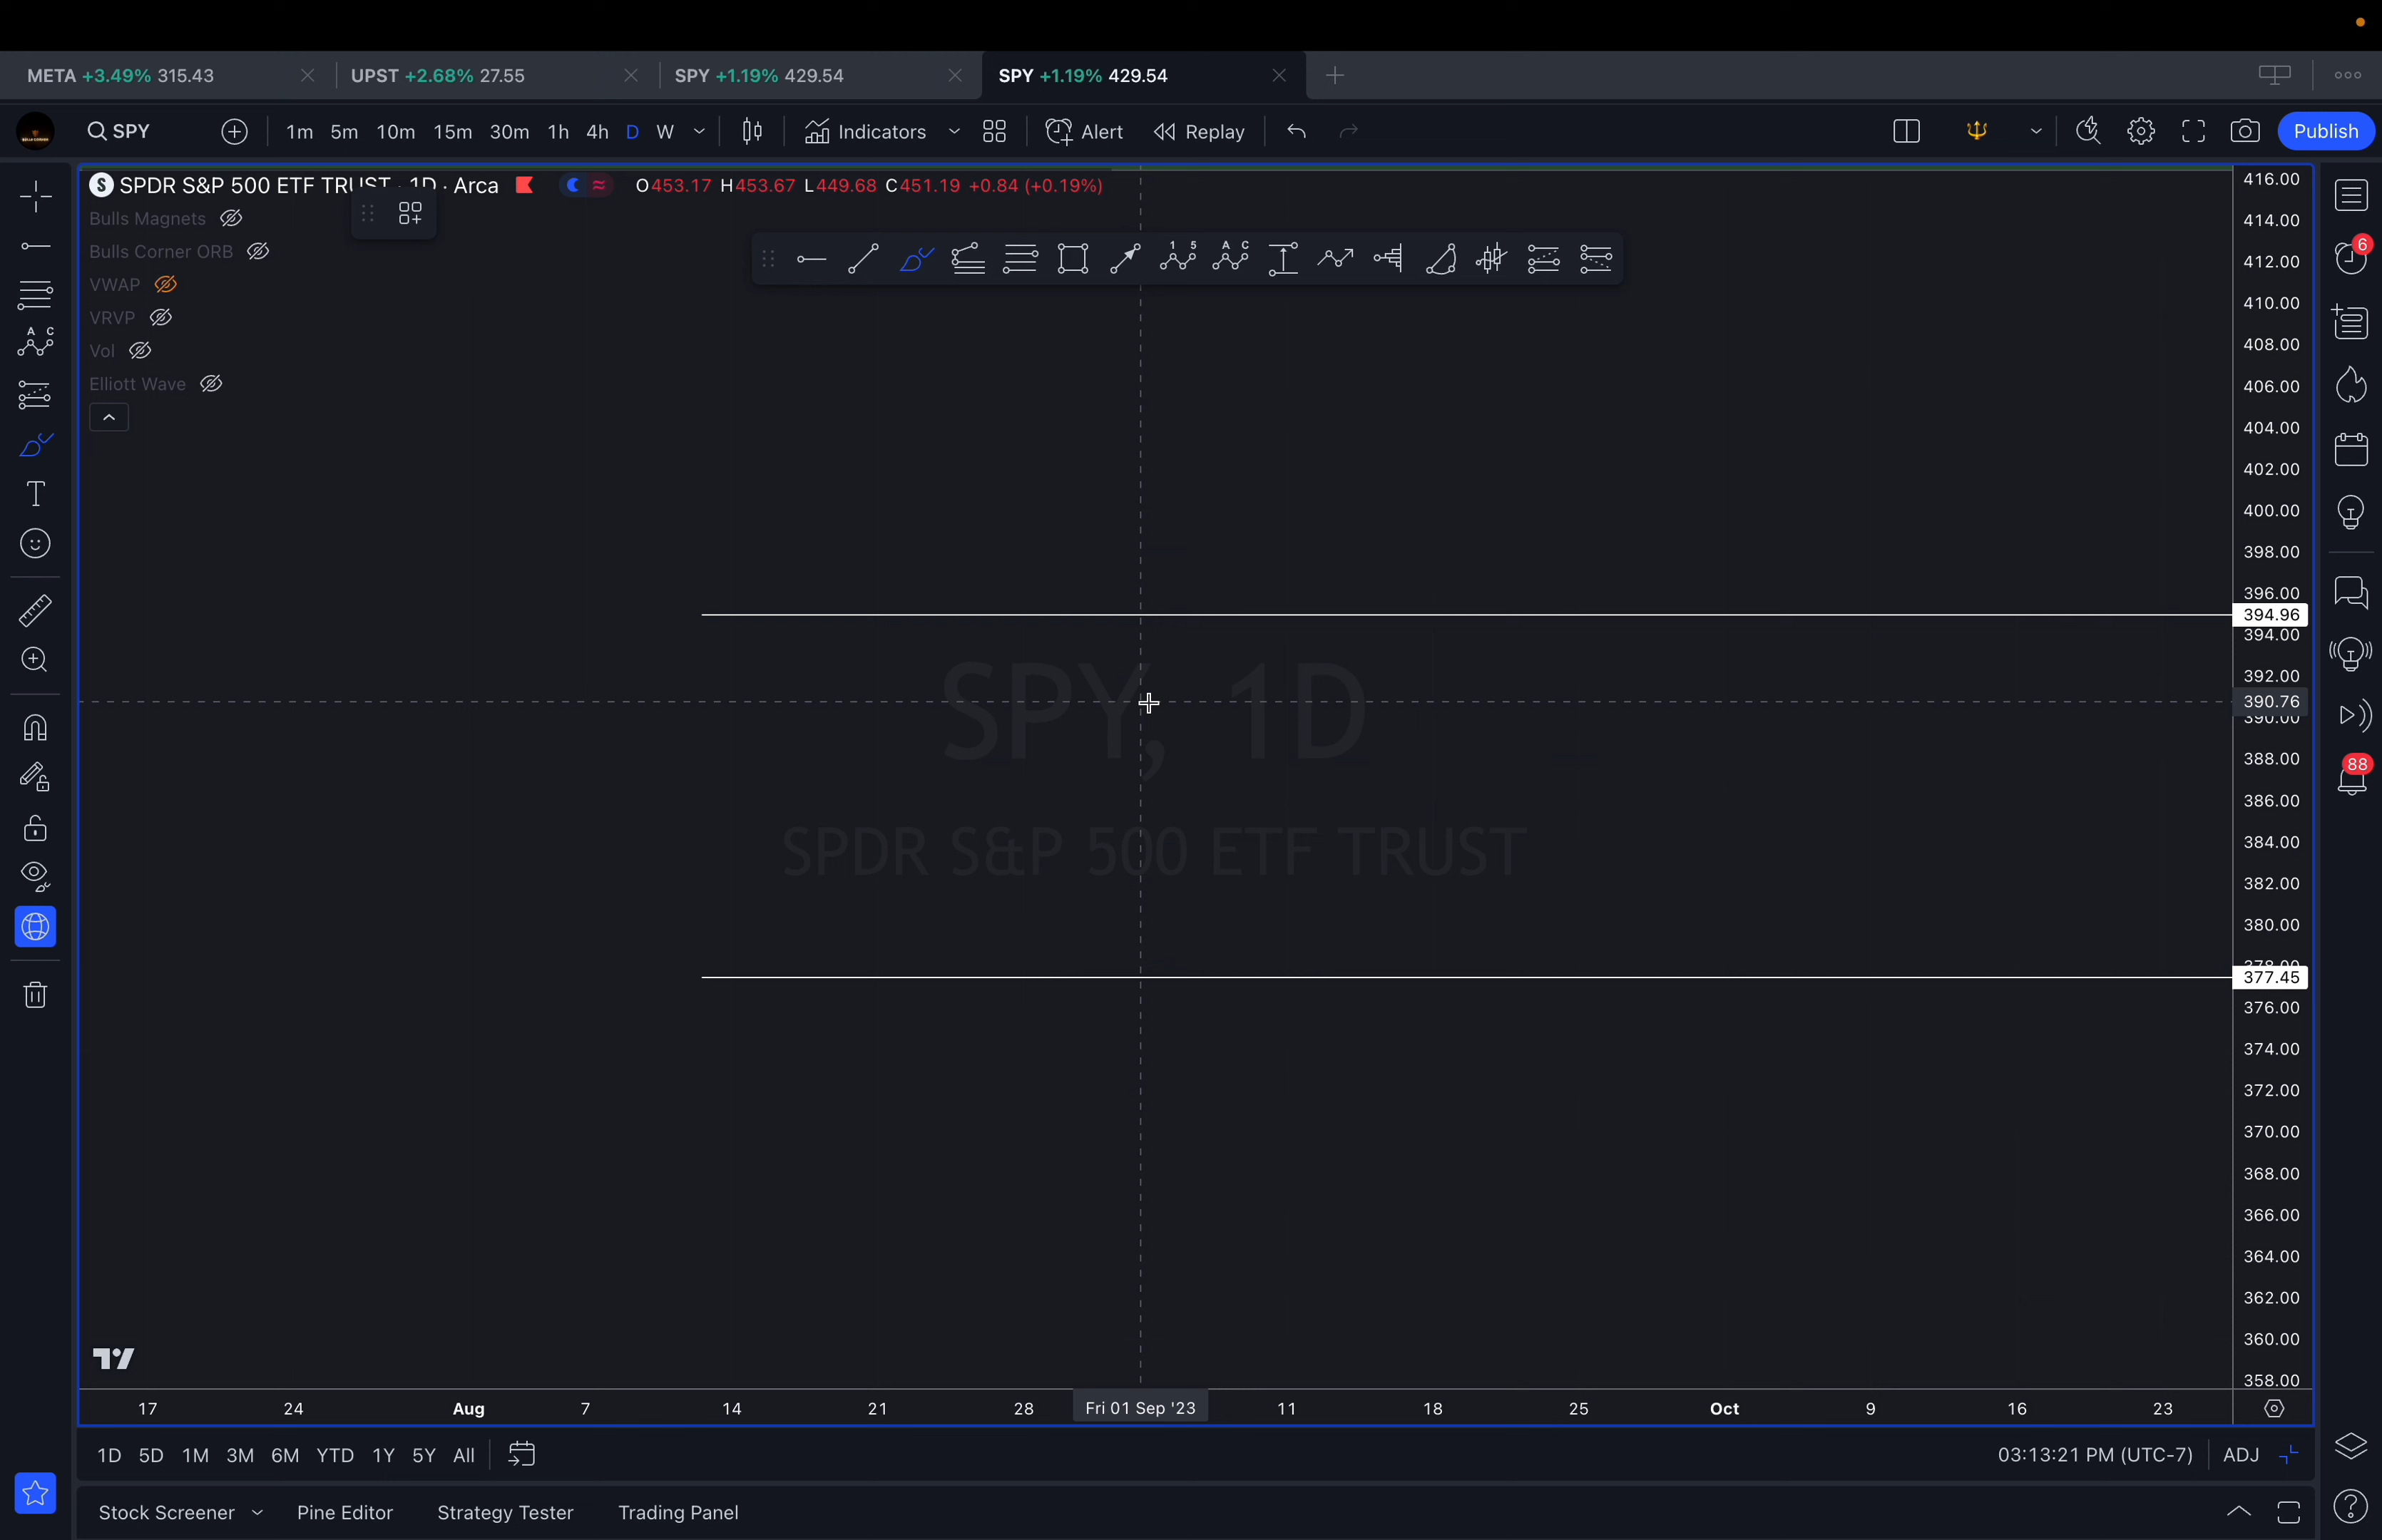 META +3.49% 315.43
UPST +2.68% 27.55
SPY +1.19% 429.54
SPY +1.19% 429.54
SPY
1m 5m 10m 15m 30m 1h 4h D W
Indicators
Alert
Replay
Publish
SPDR S&P 500 ETF TRUST · 1D · Arca
O453.17 H453.67 L449.68 C451.19 +0.84 (+0.19%)
Bulls Magnets
Bulls Corner ORB
VWAP
VRVP
Vol
Elliott Wave
1 5
A C
A C
SPY, 1D
SPDR S&P 500 ETF TRUST
416.00
414.00
412.00
410.00
408.00
406.00
404.00
402.00
400.00
398.00
396.00
394.96
394.00
392.00
390.76
390.00
388.00
386.00
384.00
382.00
380.00
378.00
377.45
376.00
374.00
372.00
370.00
368.00
366.00
364.00
362.00
360.00
358.00
6
88
17 24 Aug 7 14 21 28 Fri 01 Sep '23 11 18 25 Oct 9 16 23
1D 5D 1M 3M 6M YTD 1Y 5Y All
03:13:21 PM (UTC-7) ADJ
Stock Screener Pine Editor Strategy Tester Trading Panel